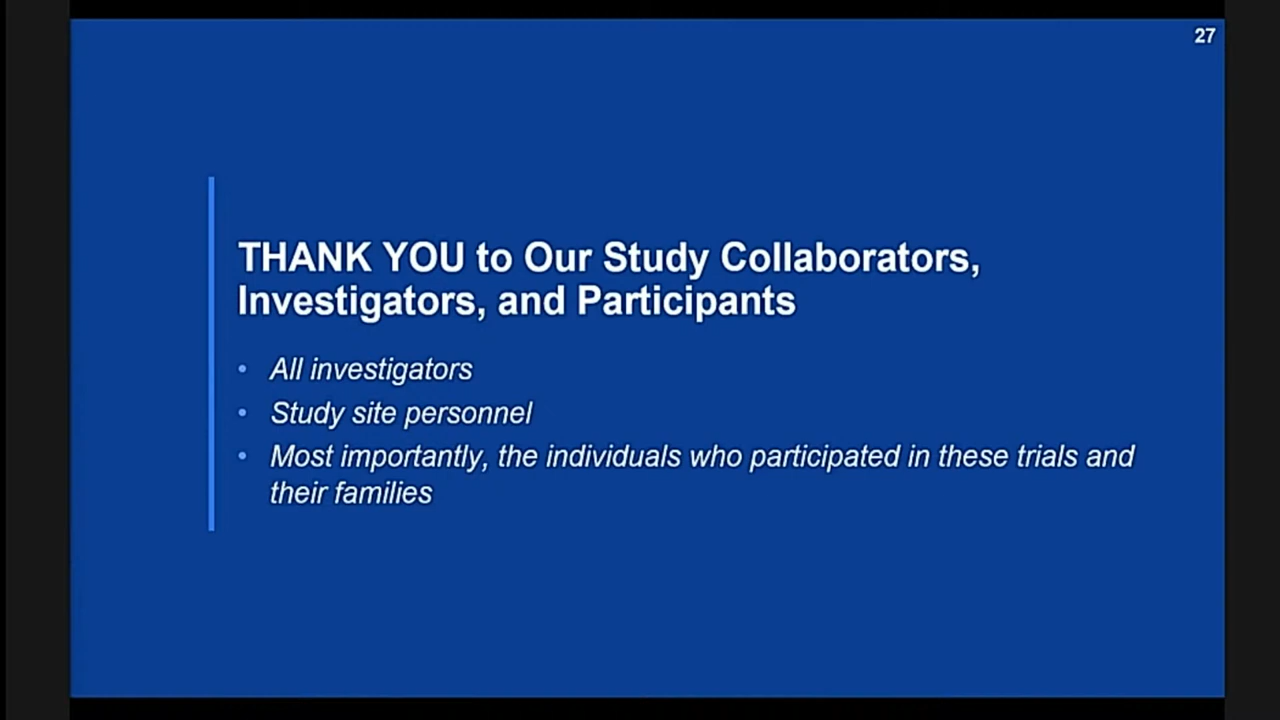 27
THANK YOU to Our Study Collaborators,
Investigators, and Participants
• All investigators
• Study site personnel
• Most importantly, the individuals who participated in these trials and
their families